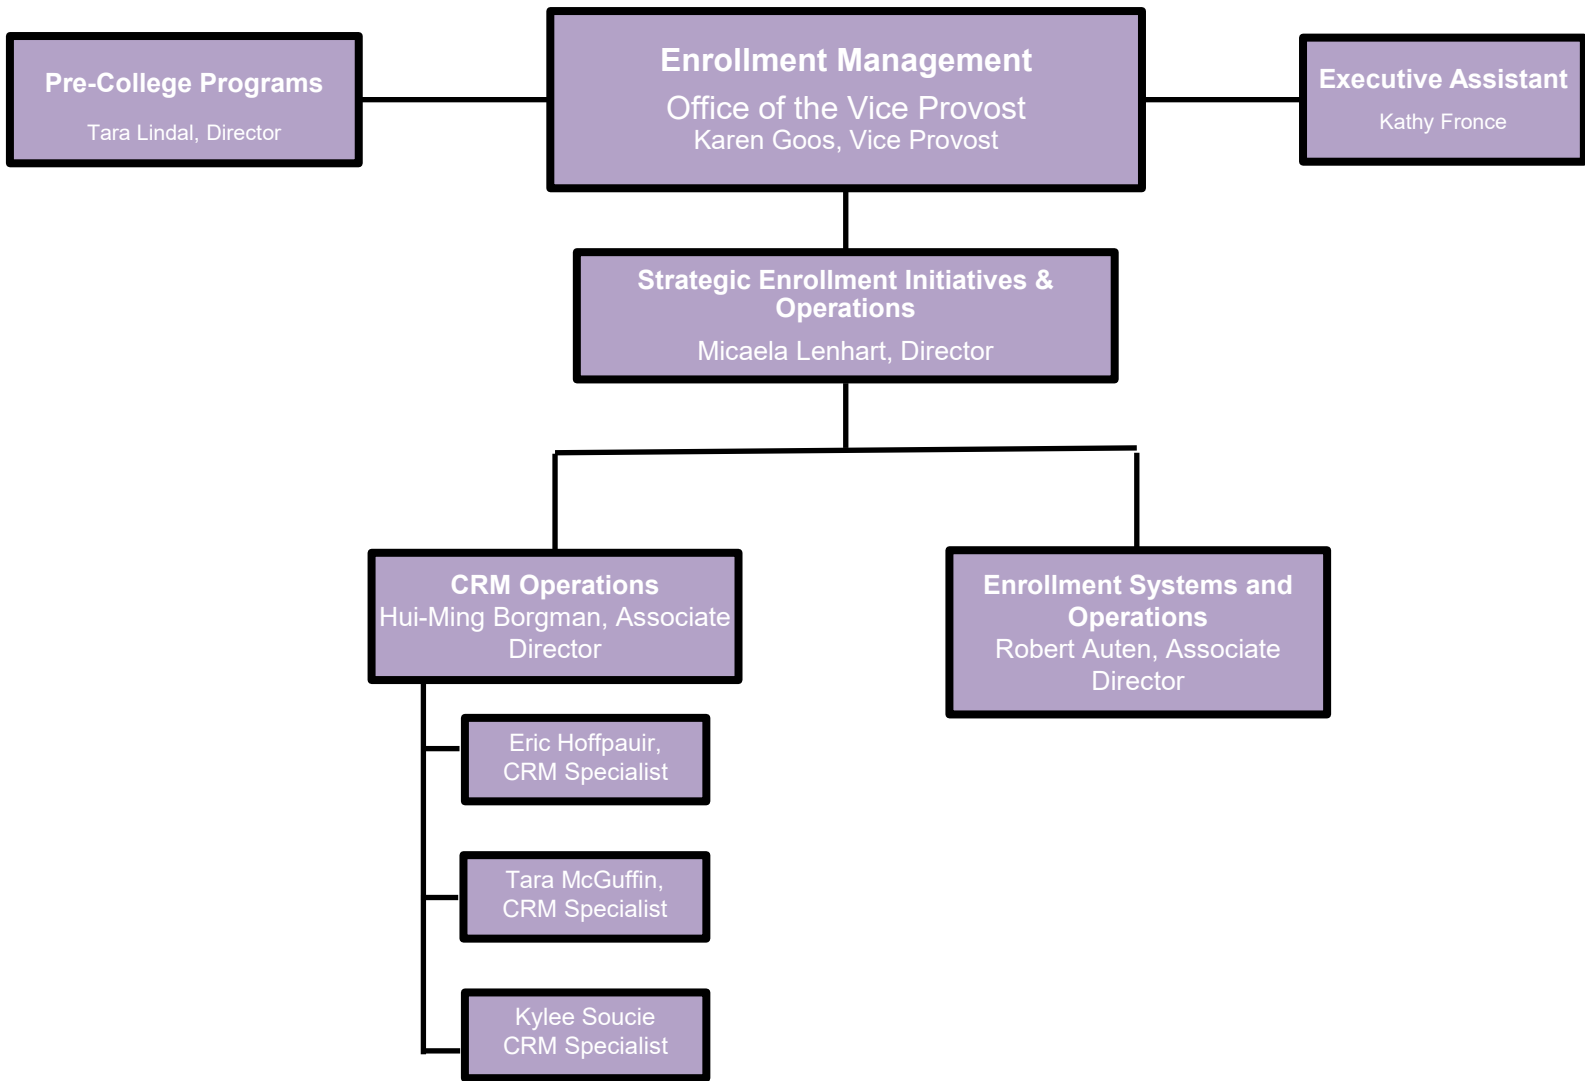 Pre-College Programs
Tara Lindal, Director
Enrollment Management
Office of the Vice Provost
Karen Goos, Vice Provost
Executive Assistant
Kathy Fronce
Strategic Enrollment Initiatives &
Operations
Micaela Lenhart, Director
CRM Operations
Hui-Ming Borgman, Associate
Director
Enrollment Systems and
Operations
Robert Auten, Associate
Director
Eric Hoffpauir,
CRM Specialist
Tara McGuffin,
CRM Specialist
Kylee Soucie
CRM Specialist